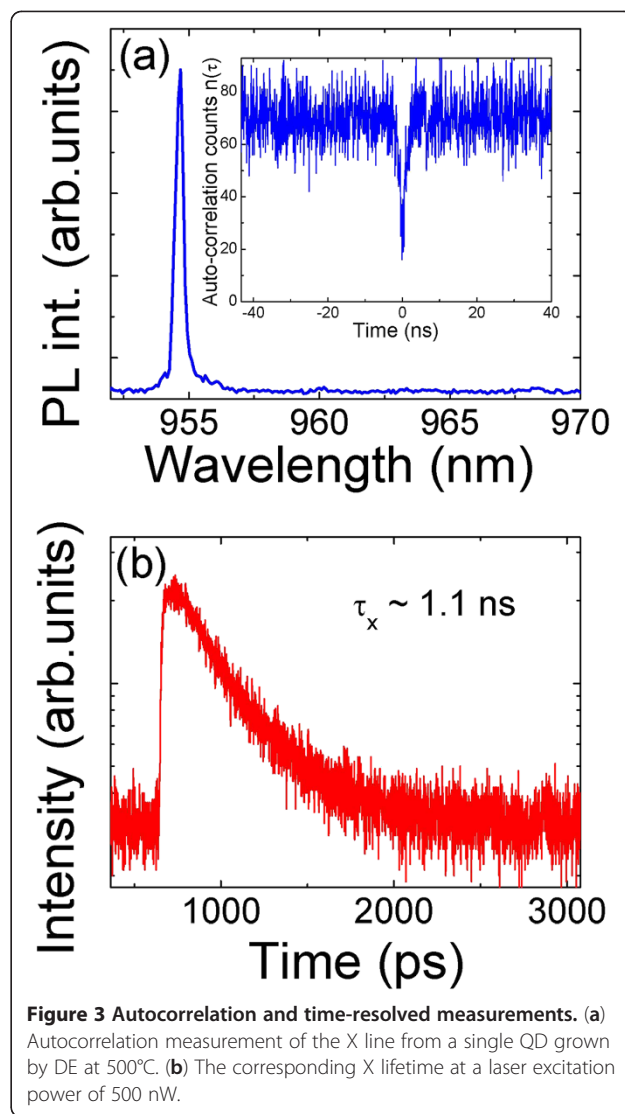 (a)
PL int. (arb.units)
Auto-correlation counts n(τ)
80
60
40
20
0
-40 -20 0 20 40
Time (ns)
955 960 965 970
Wavelength (nm)
(b)
τx ~ 1.1 ns
Intensity (arb.units)
1000 2000 3000
Time (ps)
Figure 3 Autocorrelation and time-resolved measurements. (a)
Autocorrelation measurement of the X line from a single QD grown
by DE at 500°C. (b) The corresponding X lifetime at a laser excitation
power of 500 nW.